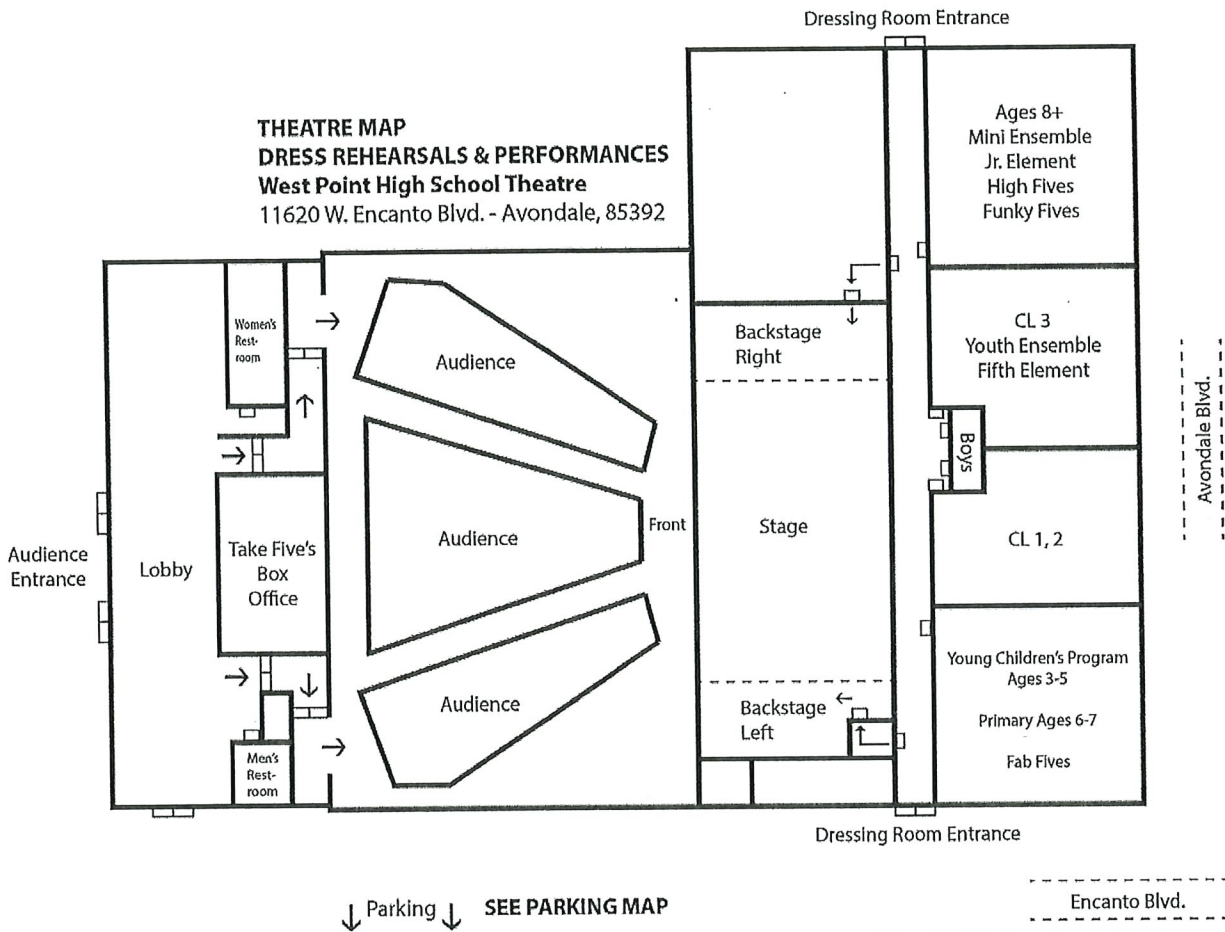 Dressing Room Entrance
THEATRE MAP
DRESS REHEARSALS & PERFORMANCES
West Point High School Theatre
11620 W. Encanto Blvd. - Avondale, 85392
Ages 8+
Mini Ensemble
Jr. Element
High Fives
Funky Fives
Women's
Rest-
room
Audience
Backstage
Right
CL 3
Youth Ensemble
Fifth Element
Avondale Blvd.
Boys
Audience
Entrance
Lobby
Take Five's
Box
Office
Audience
Front
Stage
CL 1, 2
Audience
Backstage
Left
Young Children's Program
Ages 3-5
Primary Ages 6-7
Fab Fives
Men's
Rest-
room
Dressing Room Entrance
Parking
SEE PARKING MAP
Encanto Blvd.